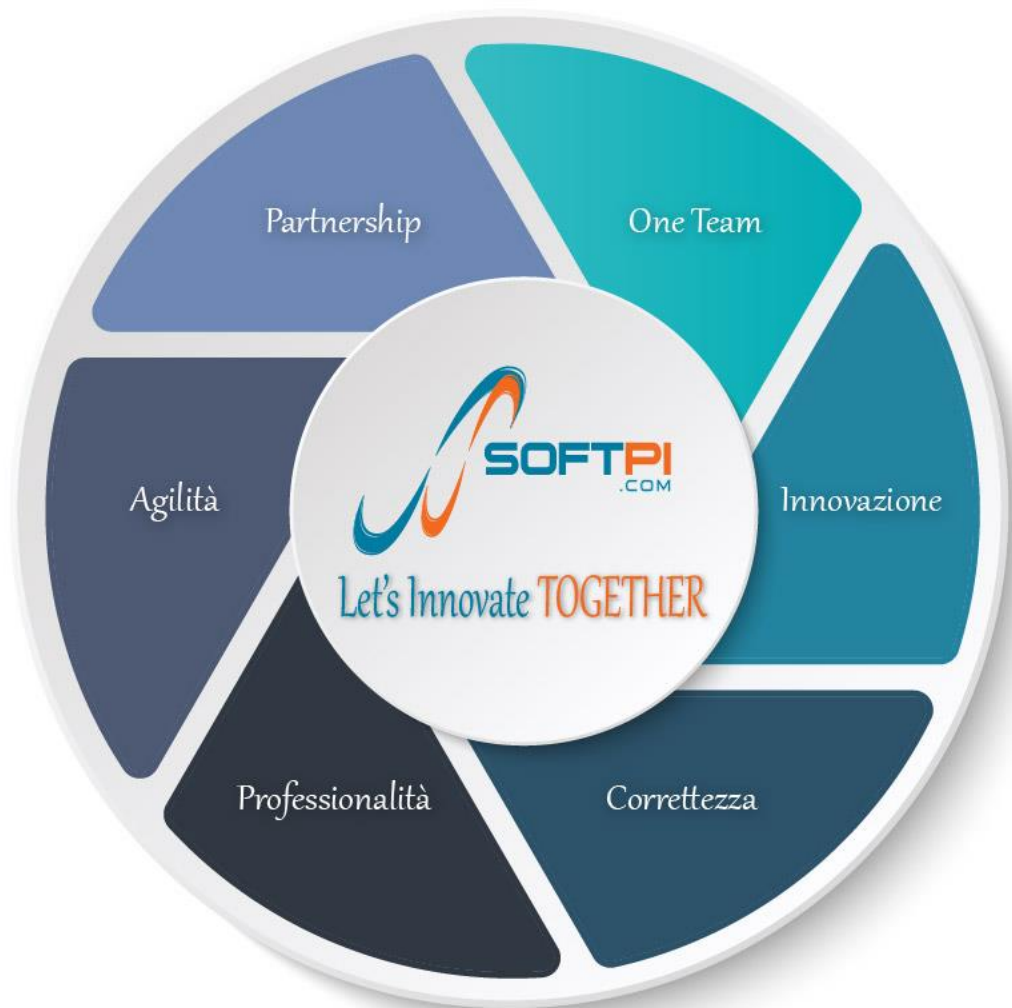 Partnership
One Team
Agilità
Innovazione
SOFTPI
.COM
Let's Innovate TOGETHER
Professionalità
Correttezza